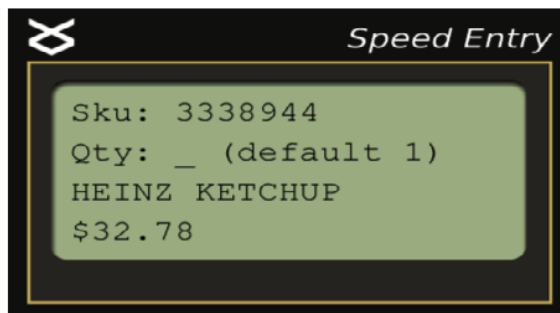 Speed Entry
Sku: 3338944
Qty: _ (default 1)
HEINZ KETCHUP
$32.78